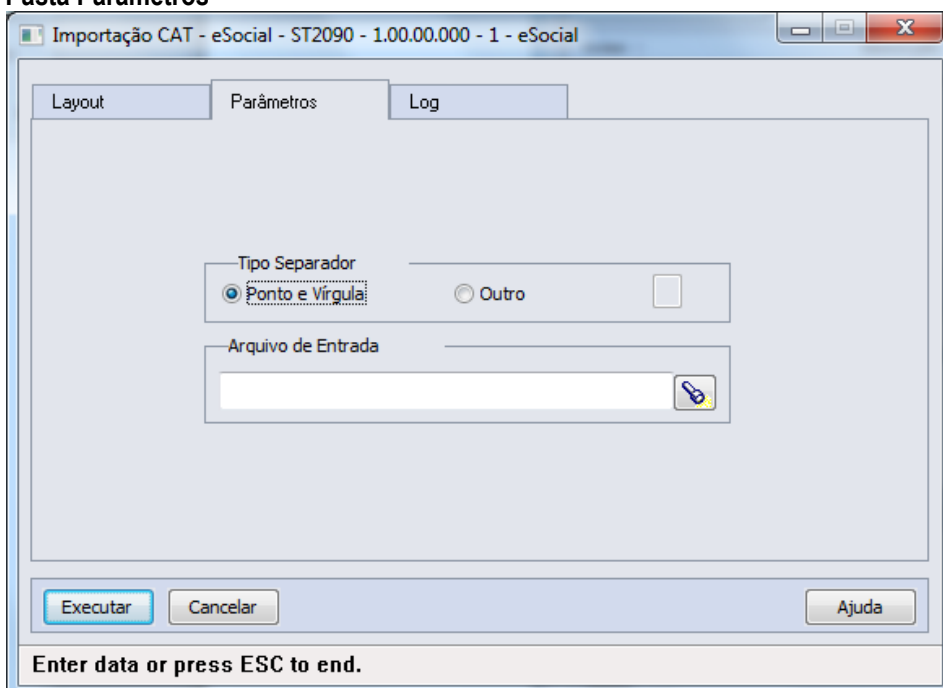 Pasta Parâmetros
Importação CAT - eSocial - ST2090 - 1.00.00.000 - 1 - eSocial
Layout Parâmetros Log
Tipo Separador
Ponto e Vírgula Outro
Arquivo de Entrada
Executar Cancelar Ajuda
Enter data or press ESC to end.